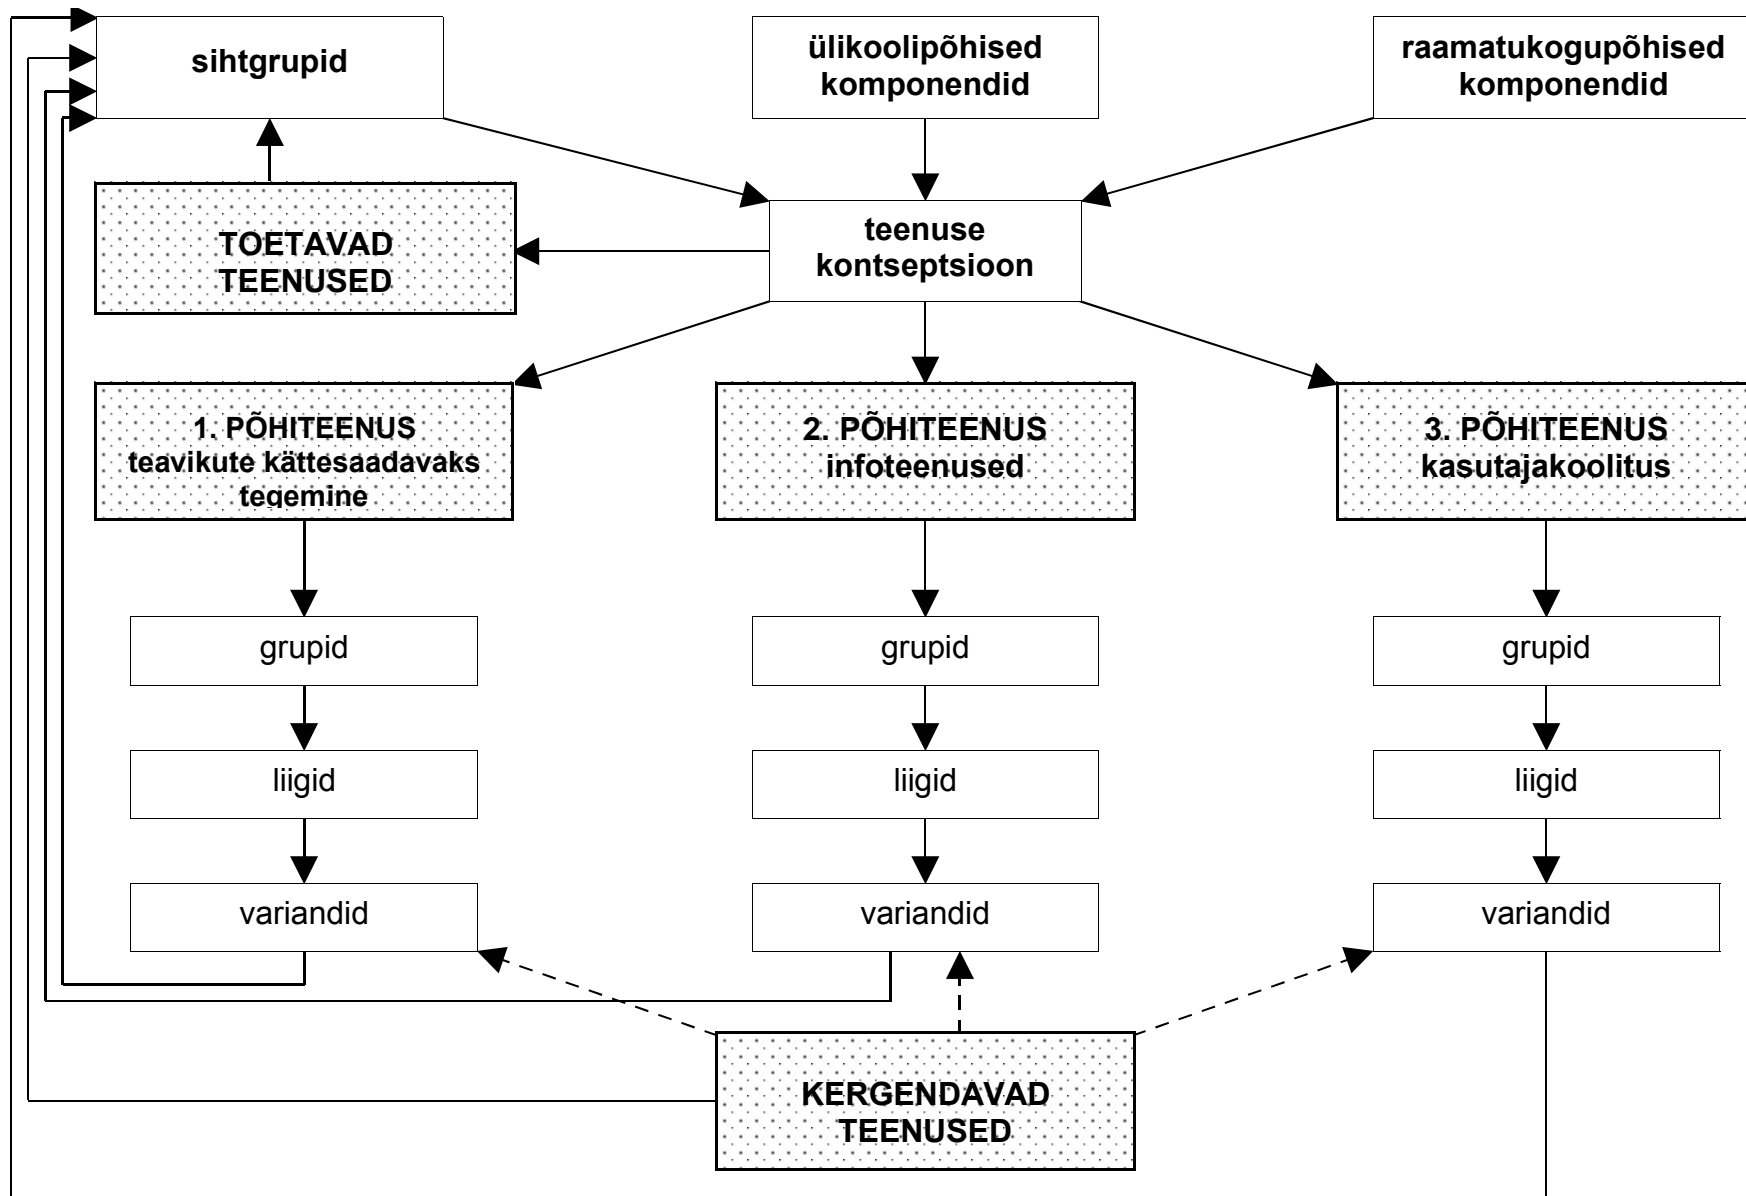 sihtgrupid
ülikoolipõhised
komponendid
raamatukogupõhised
komponendid
TOETAVAD
TEENUSED
teenuse
kontseptsioon
1. PÕHITEENUS
teavikute kättesaadavaks
tegemine
2. PÕHITEENUS
infoteenused
3. PÕHITEENUS
kasutajakoolitus
grupid
grupid
grupid
liigid
liigid
liigid
variandid
variandid
variandid
KERGENDAVAD
TEENUSED